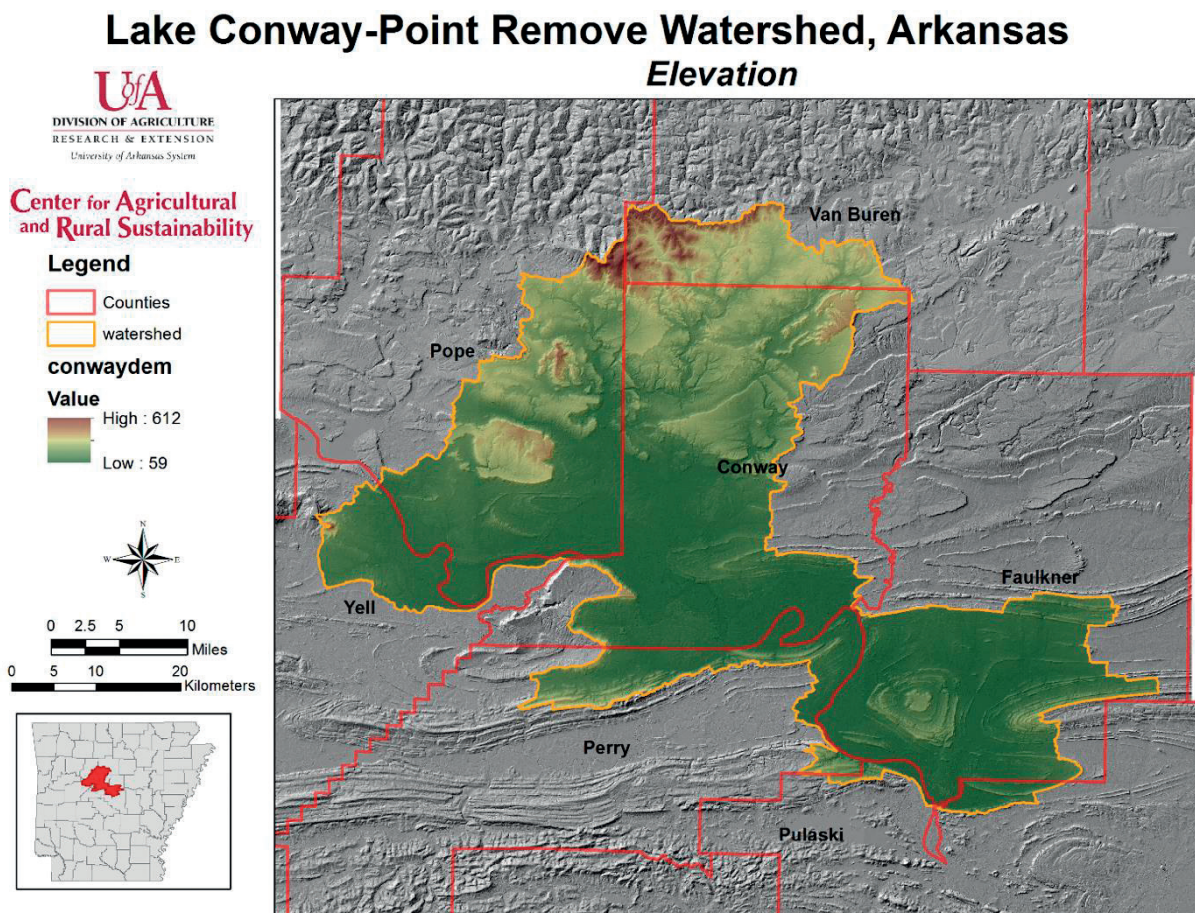 Lake Conway-Point Remove Watershed, Arkansas
Elevation
UofA
DIVISION OF AGRICULTURE
RESEARCH & EXTENSION
University of Arkansas System
Center for Agricultural
and Rural Sustainability
Legend
Counties
watershed
conwaydem
Value
High : 612
Low : 59
N
W
E
S
0 2.5 5 10
Miles
0 5 10 20
Kilometers
Van Buren
Pope
Conway
Yell
Faulkner
Perry
Pulaski